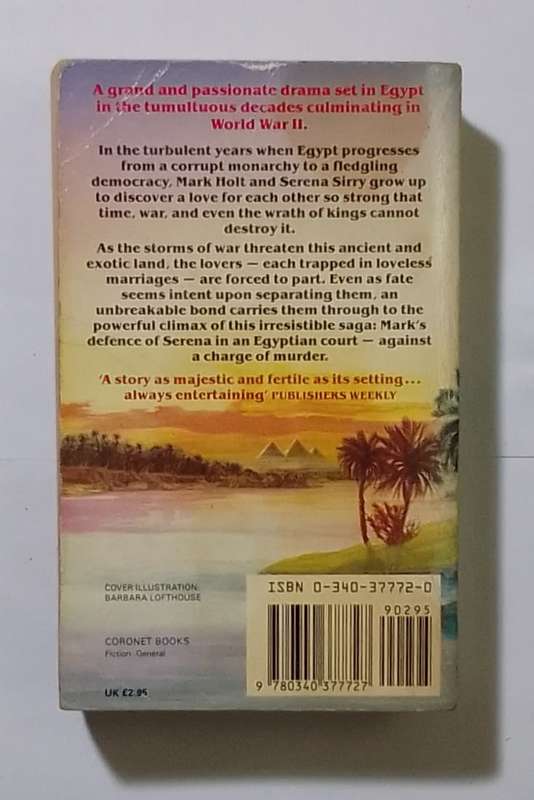 A grand and passionate drama set in Egypt
in the tumultuous decades culminating in
World War II.
In the turbulent years when Egypt progresses
from a corrupt monarchy to a fledgling
democracy, Mark Holt and Serena Sirry grow up
to discover a love for each other so strong that
time, war, and even the wrath of kings cannot
destroy it.
As the storms of war threaten this ancient and
exotic land, the lovers — each trapped in loveless
marriages — are forced to part. Even as fate
seems intent upon separating them, an
unbreakable bond carries them through to the
powerful climax of this irresistible saga: Mark's
defence of Serena in an Egyptian court — against
a charge of murder.
'A story as majestic and fertile as its setting...
always entertaining' PUBLISHERS WEEKLY
COVER ILLUSTRATION:
BARBARA LOFTHOUSE
CORONET BOOKS
Fiction General
UK £2.95
ISBN 0-340-37772-0
90295
9 780340 377727